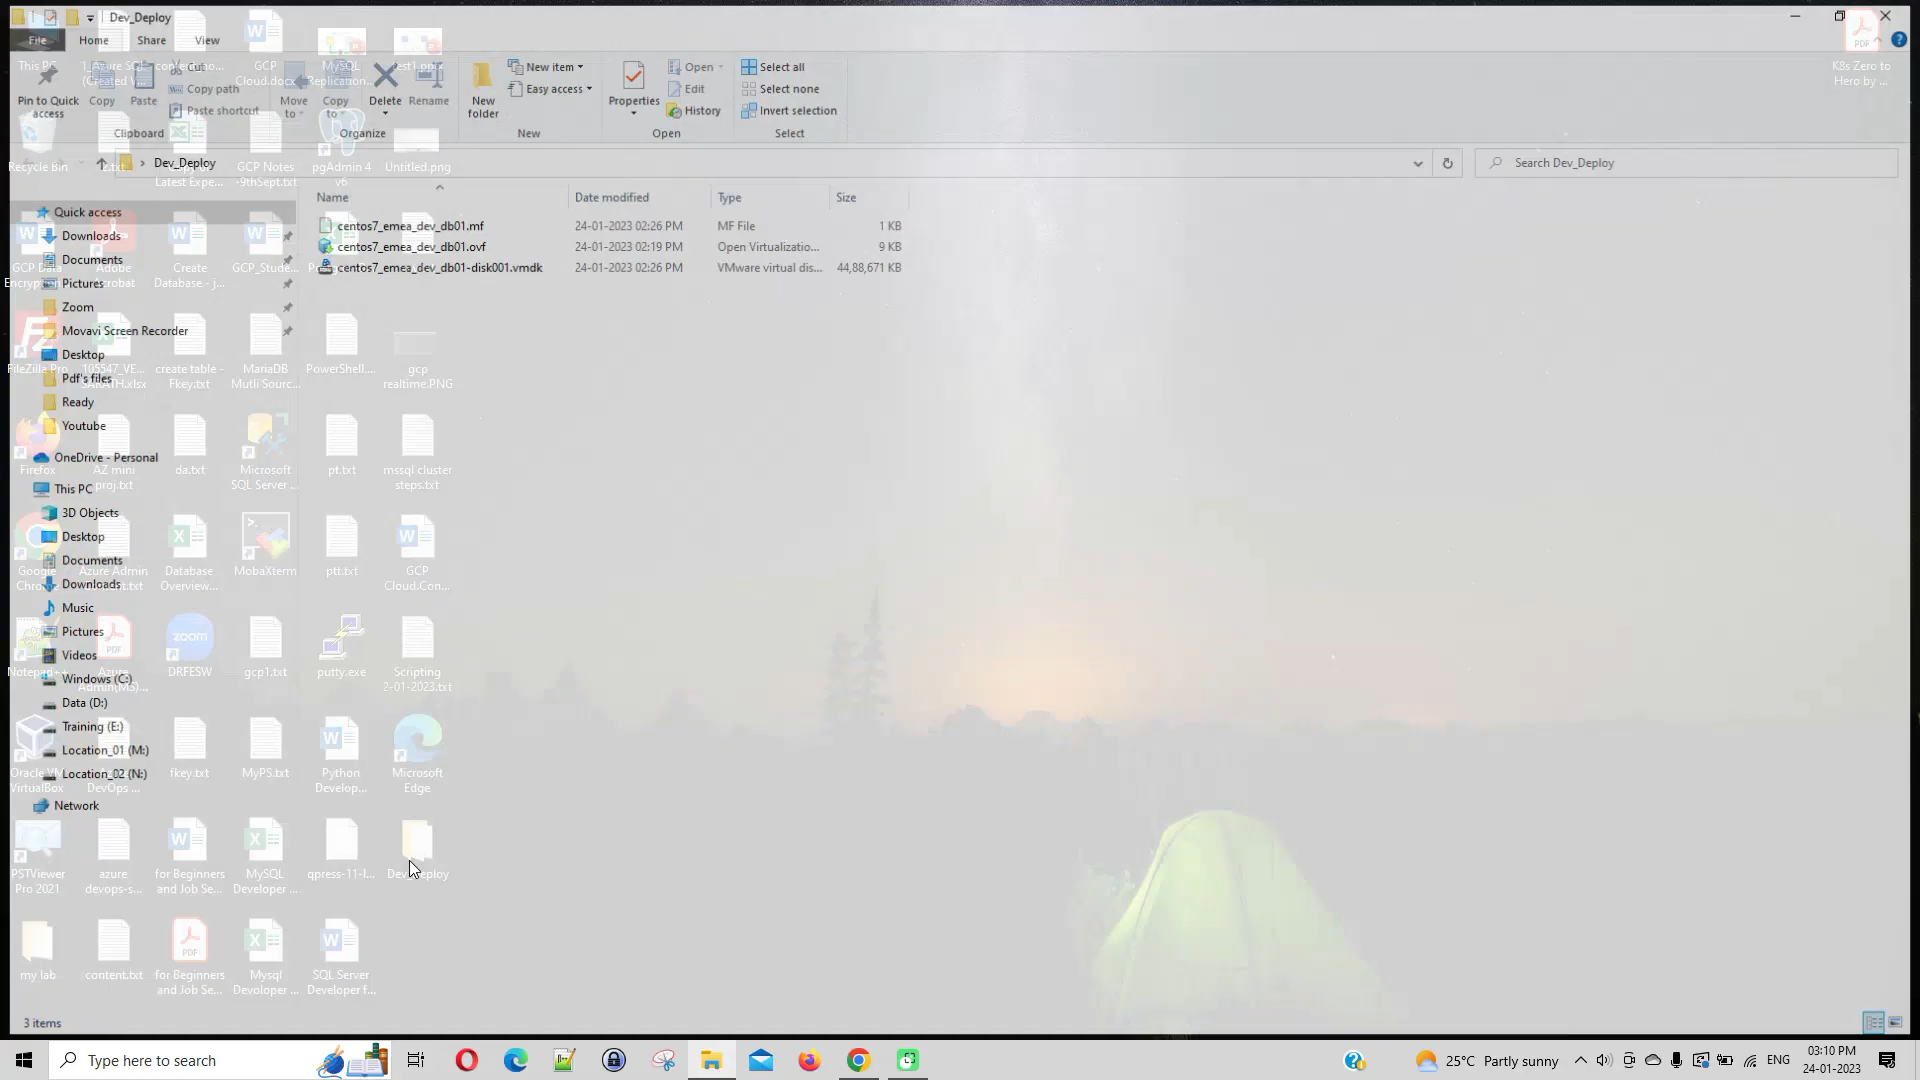 Dev_Deploy
File
Home
Share
View
Pin to Quick
access
Copy
Paste
Cut
Copy path
Paste shortcut
Clipboard
Move
to
Copy
to
Delete
Rename
Organize
New
folder
New item
Easy access
New
Properties
Open
Edit
History
Open
Select all
Select none
Invert selection
Select
K8s Zero to
Hero by ...
Dev_Deploy
Search Dev_Deploy
Name
Date modified
Type
Size
centos7_emea_dev_db01.mf
24-01-2023 02:26 PM
MF File
1 KB
centos7_emea_dev_db01.ovf
24-01-2023 02:19 PM
Open Virtualizatio...
9 KB
centos7_emea_dev_db01-disk001.vmdk
24-01-2023 02:26 PM
VMware virtual dis...
44,88,671 KB
Quick access
Downloads
Documents
Pictures
Zoom
Movavi Screen Recorder
Desktop
Pdf's files
Ready
Youtube
OneDrive - Personal
This PC
3D Objects
Desktop
Documents
Downloads
Music
Pictures
Videos
Windows (C:)
Data (D:)
Training (E:)
Location_01 (M:)
Location_02 (N:)
Network
This PC
GCP
Cloud.docx
MySQL
Replication...
test1.pptx
Recycle Bin
Latest Expe...
GCP Notes
-9thSept.txt
pgAdmin 4
v6
Untitled.png
GCP Data
Encryp
Adobe
Acrobat
Create
Database - j...
GCP_Stude...
FileZilla Pro
create table -
Fkey.txt
MariaDB
Mutli Sourc...
PowerShell...
gcp
realtime.PNG
Firefox
AZ mini
proj.txt
da.txt
Microsoft
SQL Server ...
pt.txt
mssql cluster
steps.txt
Google
Chro
Azure Admin
Database
Overview...
MobaXterm
ptt.txt
GCP
Cloud.Con...
Notepad++
Azure
Admin(MS)...
zoom
DRFESW
gcp1.txt
putty.exe
Scripting
2-01-2023.txt
Oracle VM
VirtualBox
DevOps ...
fkey.txt
MyPS.txt
Python
Develop...
Microsoft
Edge
PSTViewer
Pro 2021
azure
devops-s...
for Beginners
and Job Se...
MySQL
Developer ...
qpress-11-l...
Dev_Deploy
my lab
content.txt
for Beginners
and Job Se...
Mysql
Devoloper ...
SQL Server
Developer f...
3 items
Type here to search
25°C Partly sunny
ENG
03:10 PM
24-01-2023